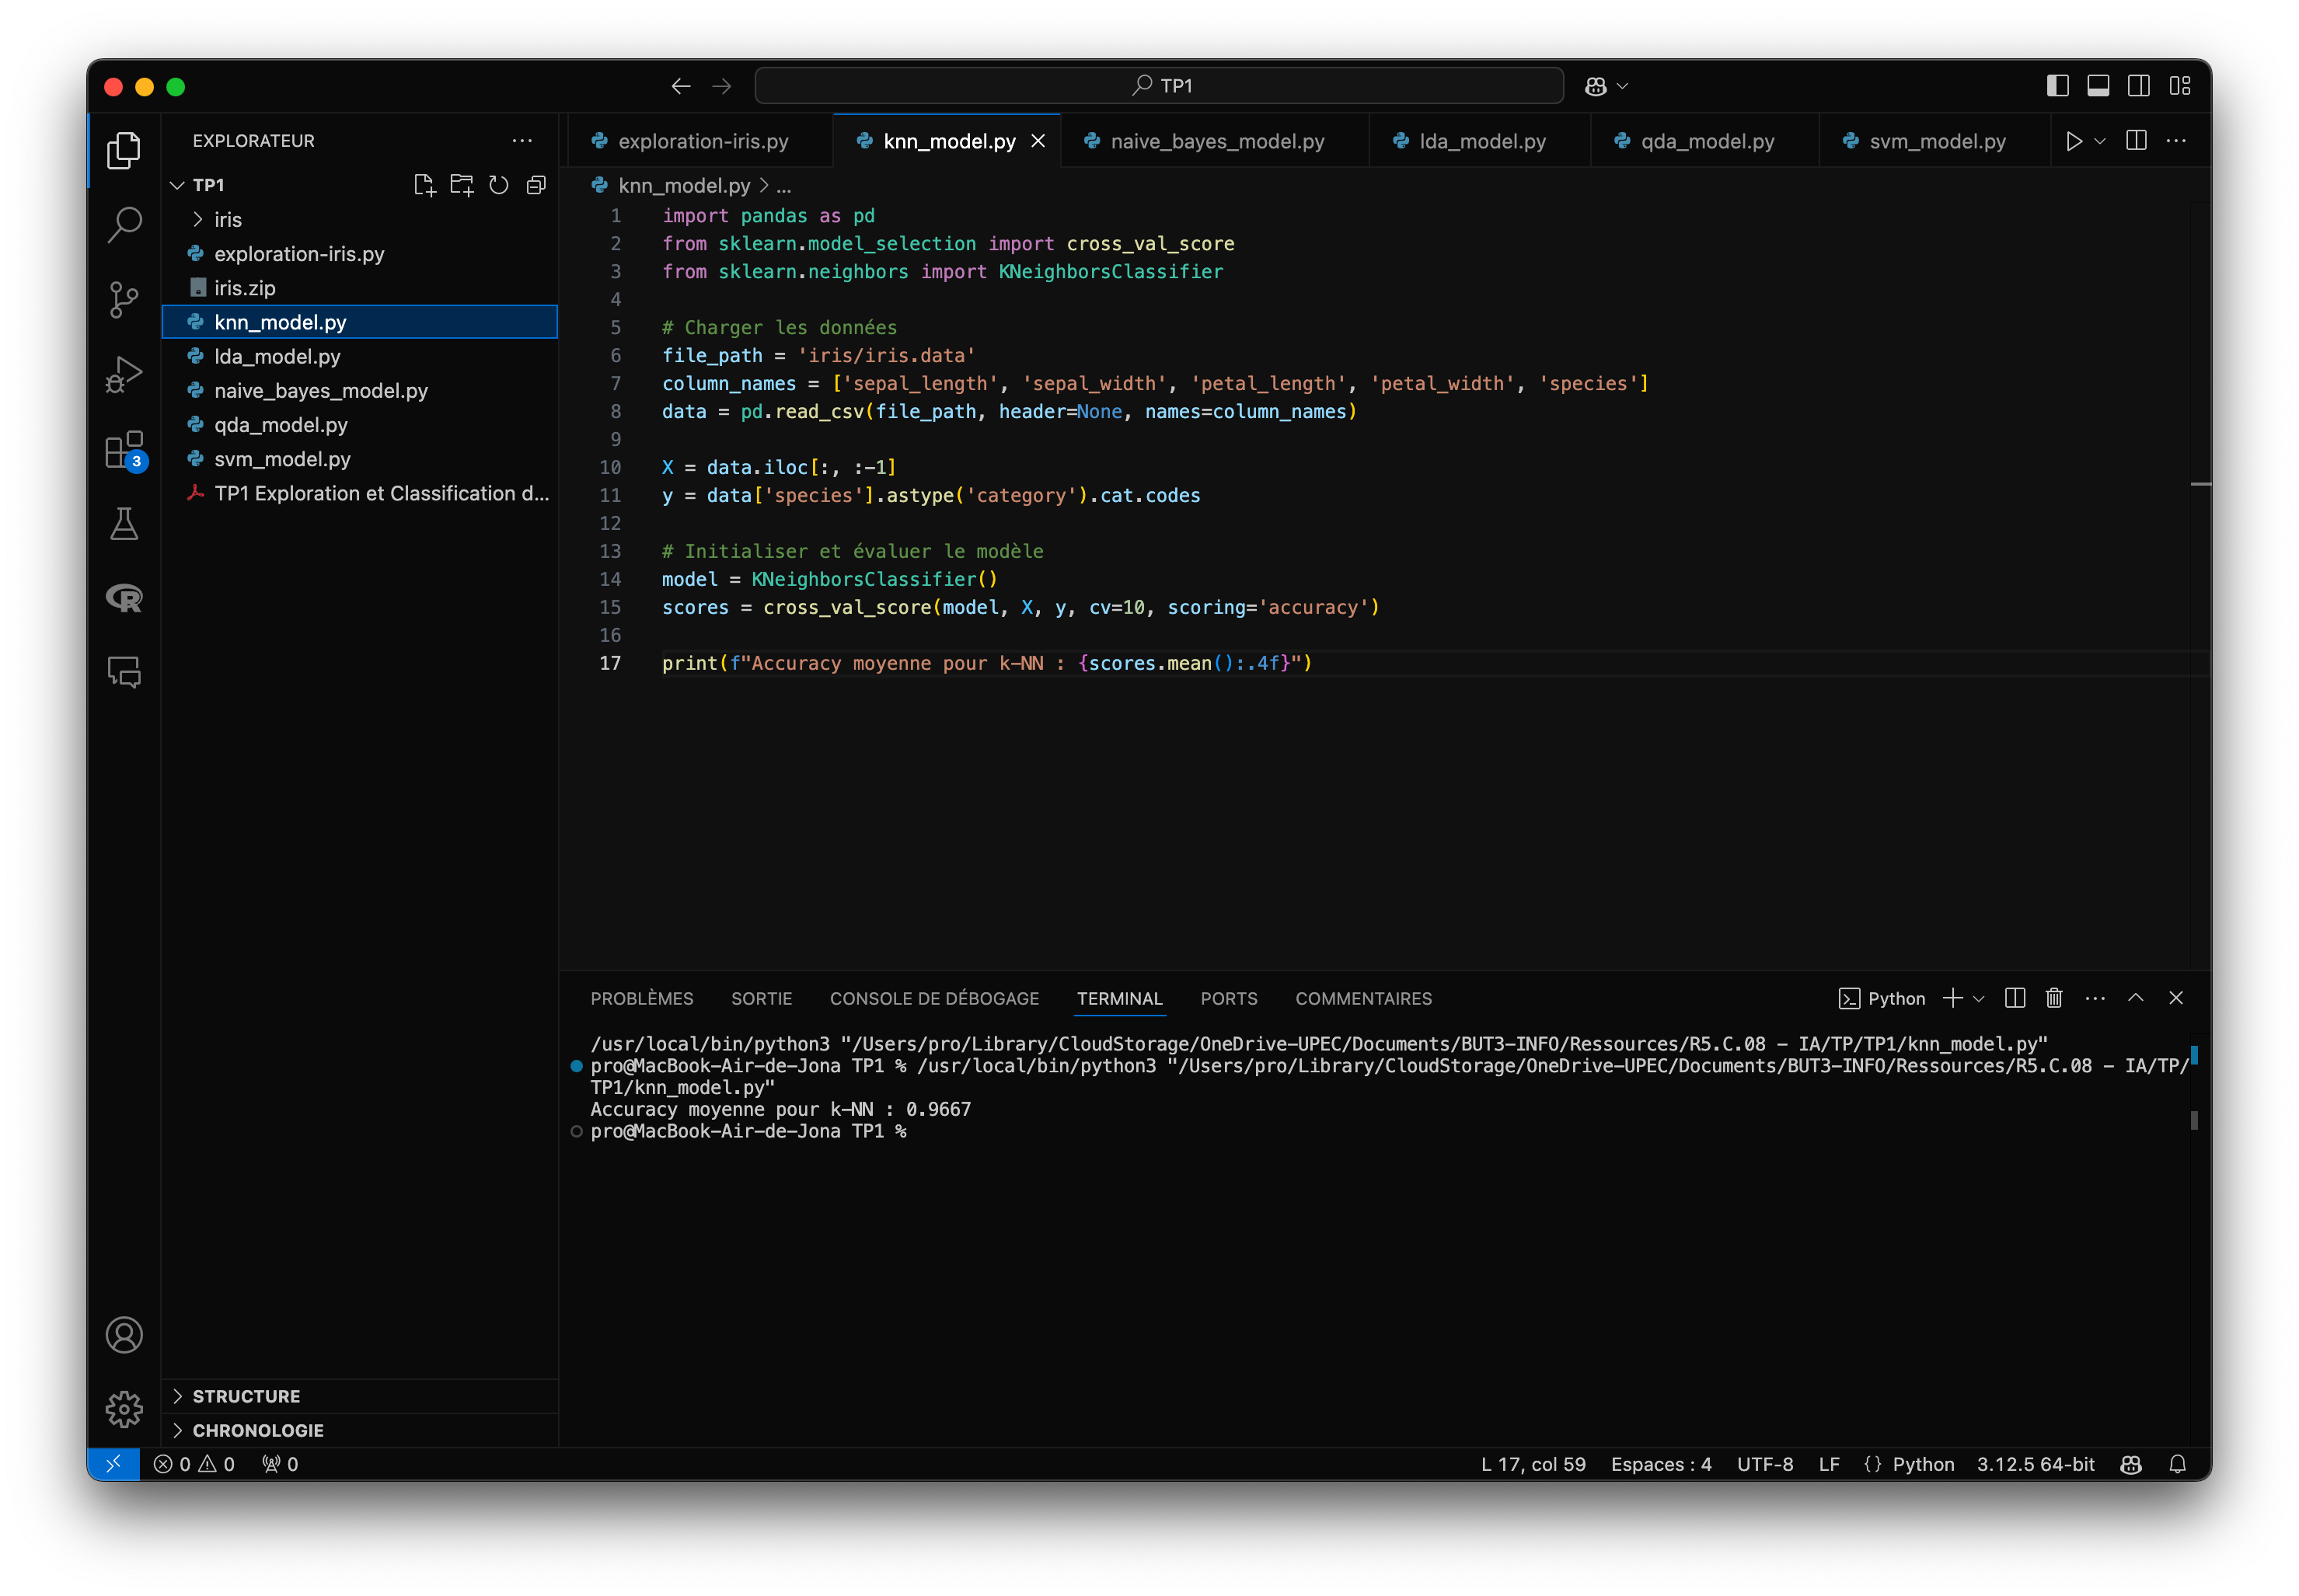 TP1
EXPLORATEUR
TP1
iris
exploration-iris.py
iris.zip
knn_model.py
lda_model.py
naive_bayes_model.py
qda_model.py
svm_model.py
TP1 Exploration et Classification d...
STRUCTURE
CHRONOLOGIE
3
exploration-iris.py
knn_model.py
naive_bayes_model.py
lda_model.py
qda_model.py
svm_model.py
knn_model.py > ...
1 import pandas as pd
2 from sklearn.model_selection import cross_val_score
3 from sklearn.neighbors import KNeighborsClassifier
4
5 # Charger les données
6 file_path = 'iris/iris.data'
7 column_names = ['sepal_length', 'sepal_width', 'petal_length', 'petal_width', 'species']
8 data = pd.read_csv(file_path, header=None, names=column_names)
9
10 X = data.iloc[:, :-1]
11 y = data['species'].astype('category').cat.codes
12
13 # Initialiser et évaluer le modèle
14 model = KNeighborsClassifier()
15 scores = cross_val_score(model, X, y, cv=10, scoring='accuracy')
16
17 print(f"Accuracy moyenne pour k-NN : {scores.mean():.4f}")
PROBLÈMES SORTIE CONSOLE DE DÉBOGAGE TERMINAL PORTS COMMENTAIRES
Python
/usr/local/bin/python3 "/Users/pro/Library/CloudStorage/OneDrive-UPEC/Documents/BUT3-INFO/Ressources/R5.C.08 - IA/TP/TP1/knn_model.py"
pro@MacBook-Air-de-Jona TP1 % /usr/local/bin/python3 "/Users/pro/Library/CloudStorage/OneDrive-UPEC/Documents/BUT3-INFO/Ressources/R5.C.08 - IA/TP/
TP1/knn_model.py"
Accuracy moyenne pour k-NN : 0.9667
pro@MacBook-Air-de-Jona TP1 %
0 0 0
L 17, col 59 Espaces : 4 UTF-8 LF {} Python 3.12.5 64-bit